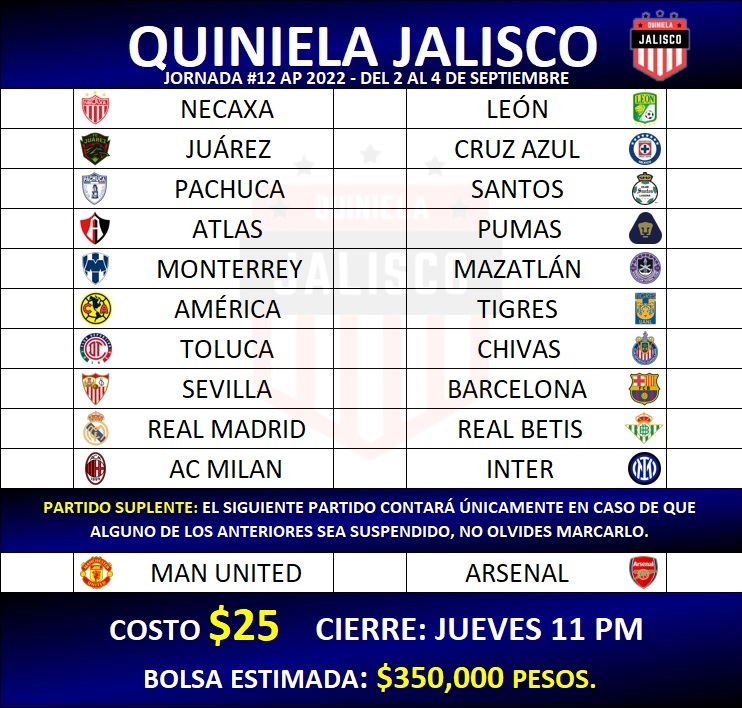 QUINIELA JALISCO
QUINIELA
JALISCO
JORNADA #12 AP 2022 - DEL 2 AL 4 DE SEPTIEMBRE
NECAXA LEÓN
JUÁREZ CRUZ AZUL
PACHUCA SANTOS
ATLAS PUMAS
QUINIELA
MONTERREY MAZATLÁN
JALISCO
AMÉRICA TIGRES
TOLUCA CHIVAS
SEVILLA BARCELONA
REAL MADRID REAL BETIS
AC MILAN INTER
PARTIDO SUPLENTE: EL SIGUIENTE PARTIDO CONTARÁ ÚNICAMENTE EN CASO DE QUE
ALGUNO DE LOS ANTERIORES SEA SUSPENDIDO, NO OLVIDES MARCARLO.
MAN UNITED ARSENAL Arsenal
COSTO $25 CIERRE: JUEVES 11 PM
BOLSA ESTIMADA: $350,000 PESOS.